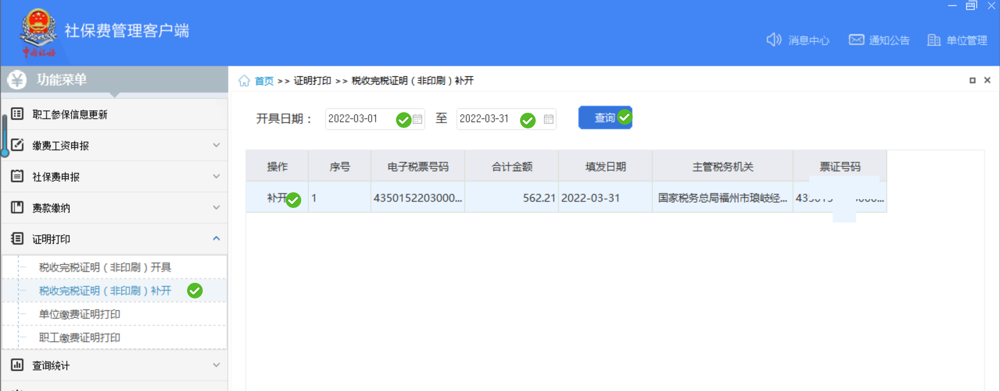 社保费管理客户端
中国税务
消息中心 通知公告 单位管理
功能菜单
首页 >> 证明打印 >> 税收完税证明（非印刷）补开
职工参保信息更新
缴费工资申报
社保费申报
费款缴纳
证明打印
税收完税证明（非印刷）开具
税收完税证明（非印刷）补开
单位缴费证明打印
职工缴费证明打印
查询统计
开具日期： 2022-03-01 至 2022-03-31 查询
操作 序号 电子税票号码 合计金额 填发日期 主管税务机关 票证号码
补开 1 4350152203000... 562.21 2022-03-31 国家税务总局福州市琅岐经...